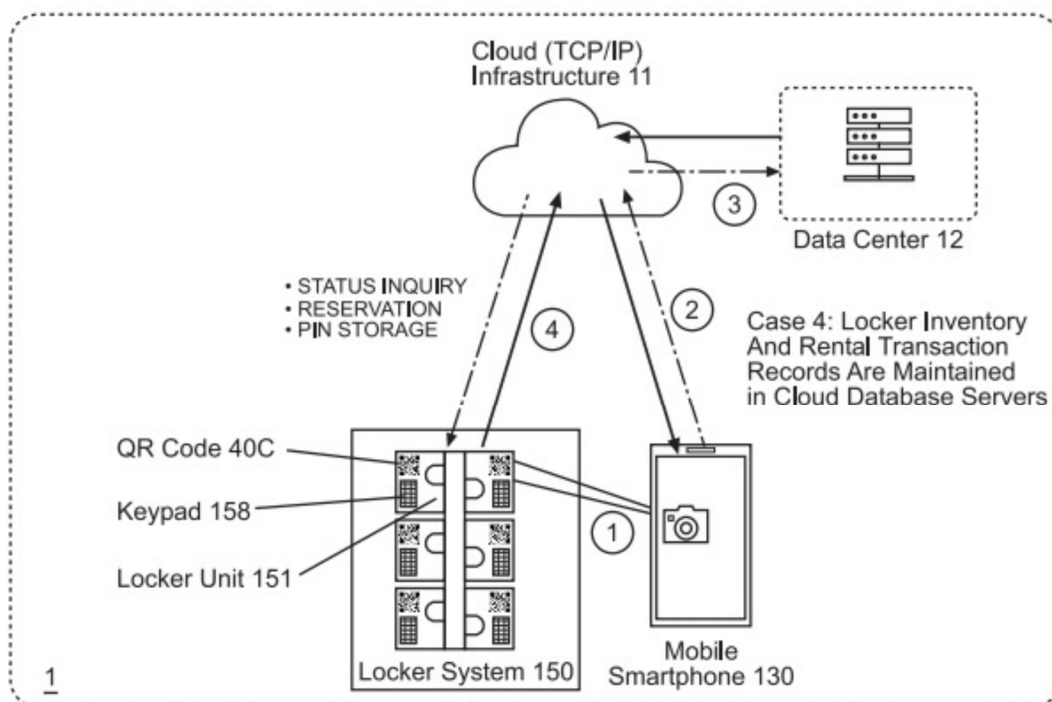 Cloud (TCP/IP)
Infrastructure 11
3
Data Center 12
• STATUS INQUIRY
• RESERVATION
• PIN STORAGE
4
2
Case 4: Locker Inventory
And Rental Transaction
Records Are Maintained
in Cloud Database Servers
QR Code 40C
Keypad 158
Locker Unit 151
1
Locker System 150
Mobile
Smartphone 130
1